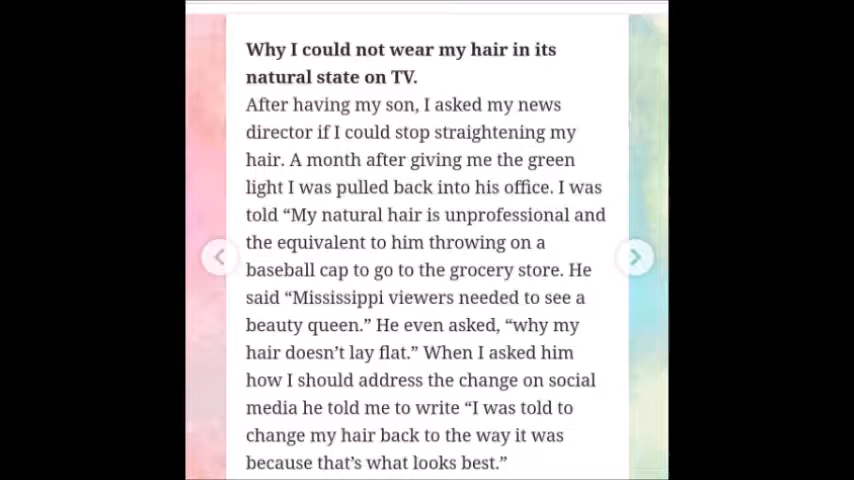 Why I could not wear my hair in its
natural state on TV.
After having my son, I asked my news
director if I could stop straightening my
hair. A month after giving me the green
light I was pulled back into his office. I was
told “My natural hair is unprofessional and
the equivalent to him throwing on a
baseball cap to go to the grocery store. He
said “Mississippi viewers needed to see a
beauty queen.” He even asked, “why my
hair doesn’t lay flat.” When I asked him
how I should address the change on social
media he told me to write “I was told to
change my hair back to the way it was
because that’s what looks best.”